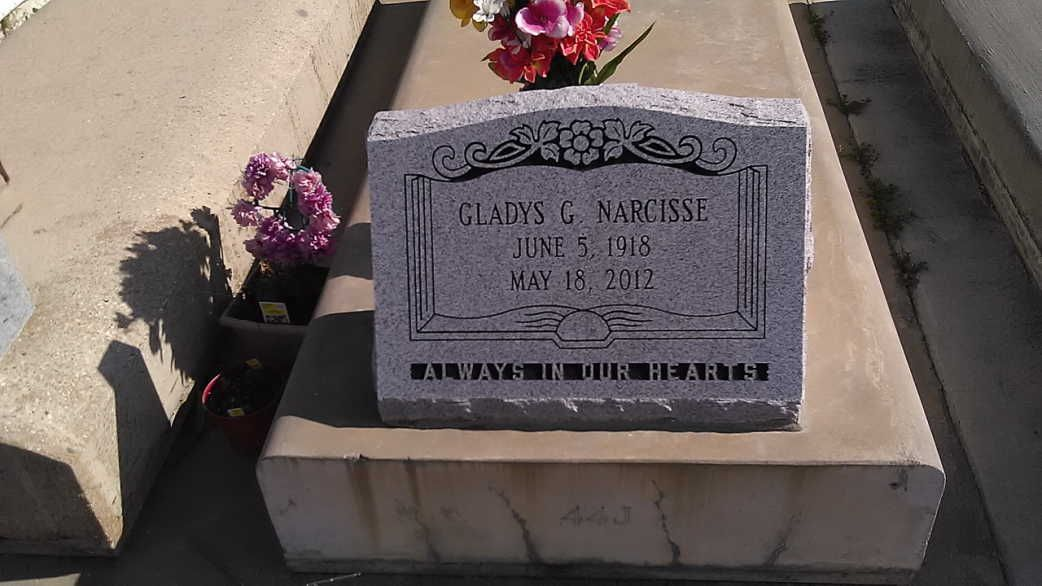 GLADYS G. NARCISSE
JUNE 5, 1918
MAY 18, 2012
ALWAYS IN OUR HEARTS
44J